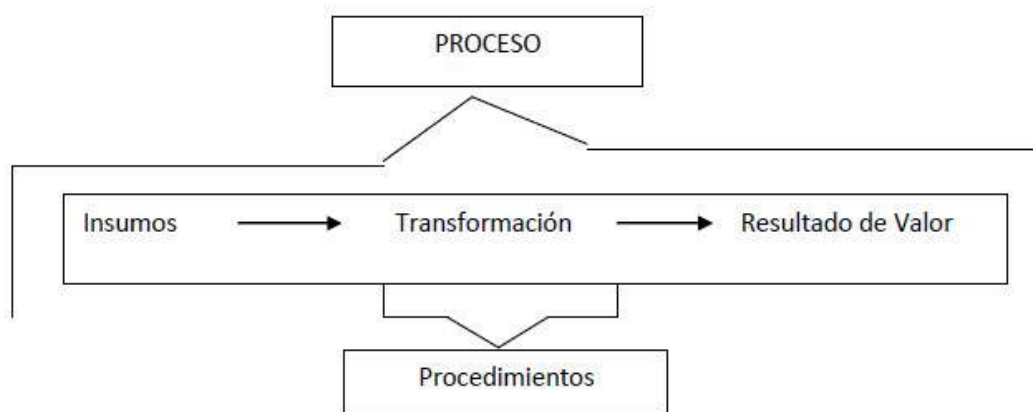 PROCESO
Insumos Transformación Resultado de Valor
Procedimientos